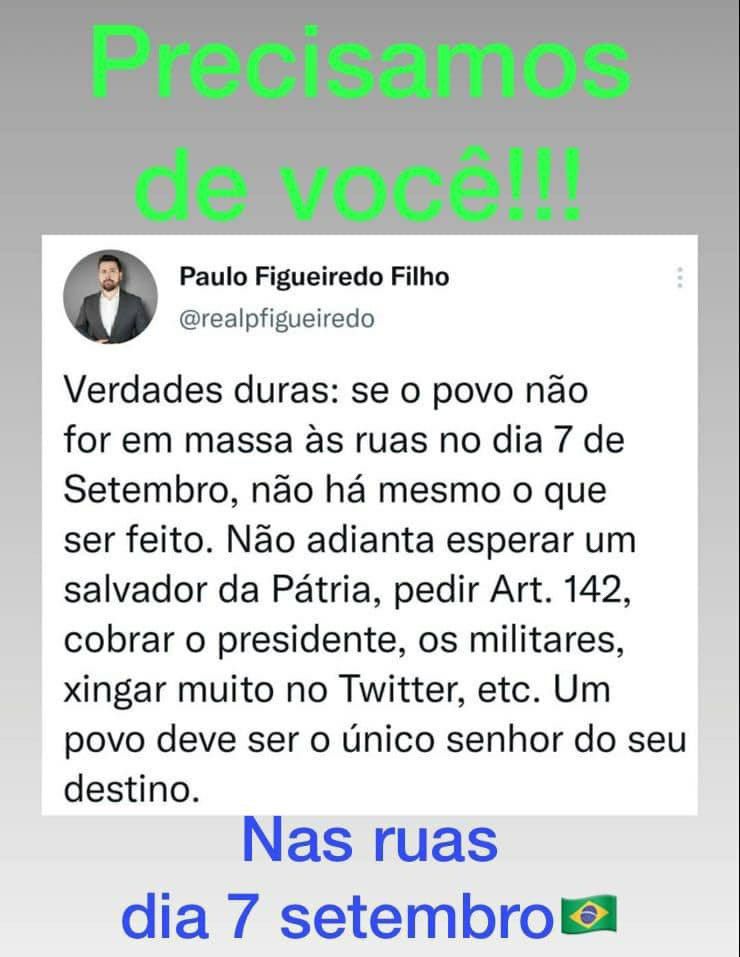 Precisamos
de você!!!
Paulo Figueiredo Filho
@realpfigueiredo
Verdades duras: se o povo não
for em massa às ruas no dia 7 de
Setembro, não há mesmo o que
ser feito. Não adianta esperar um
salvador da Pátria, pedir Art. 142,
cobrar o presidente, os militares,
xingar muito no Twitter, etc. Um
povo deve ser o único senhor do seu
destino.
Nas ruas
dia 7 setembro🇧🇷